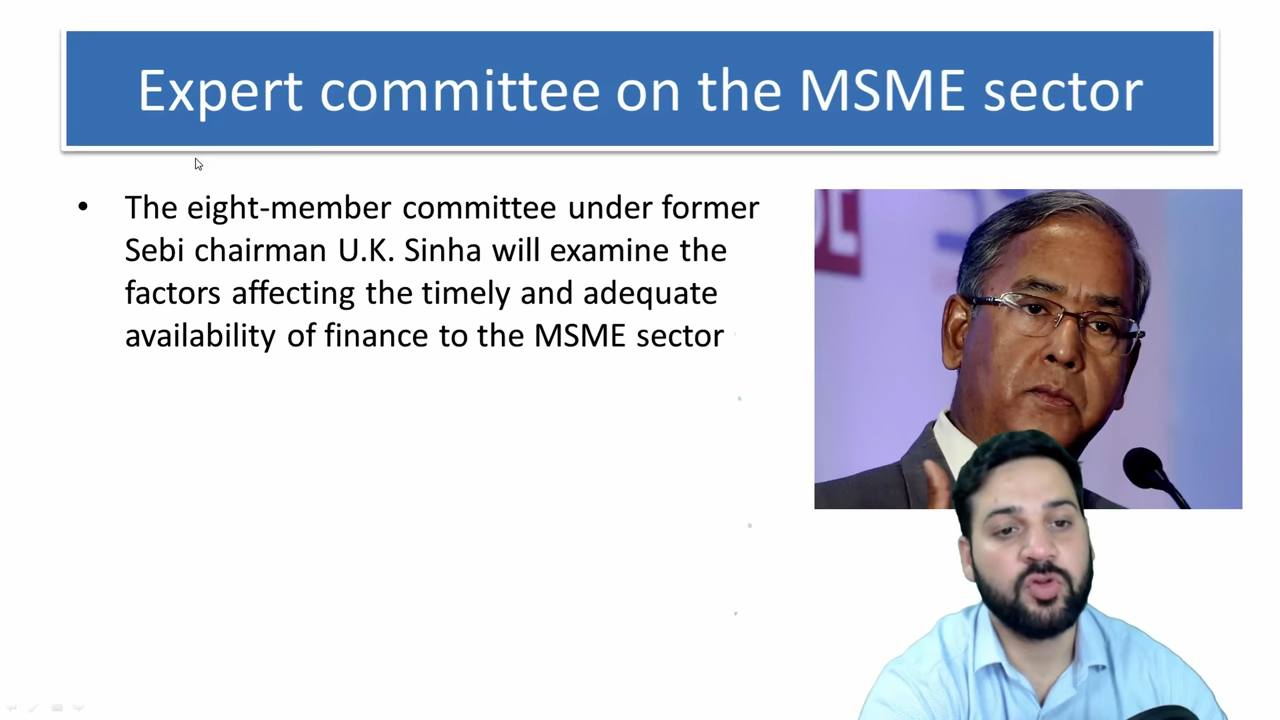 Expert committee on the MSME sector
• The eight-member committee under former
Sebi chairman U.K. Sinha will examine the
factors affecting the timely and adequate
availability of finance to the MSME sector